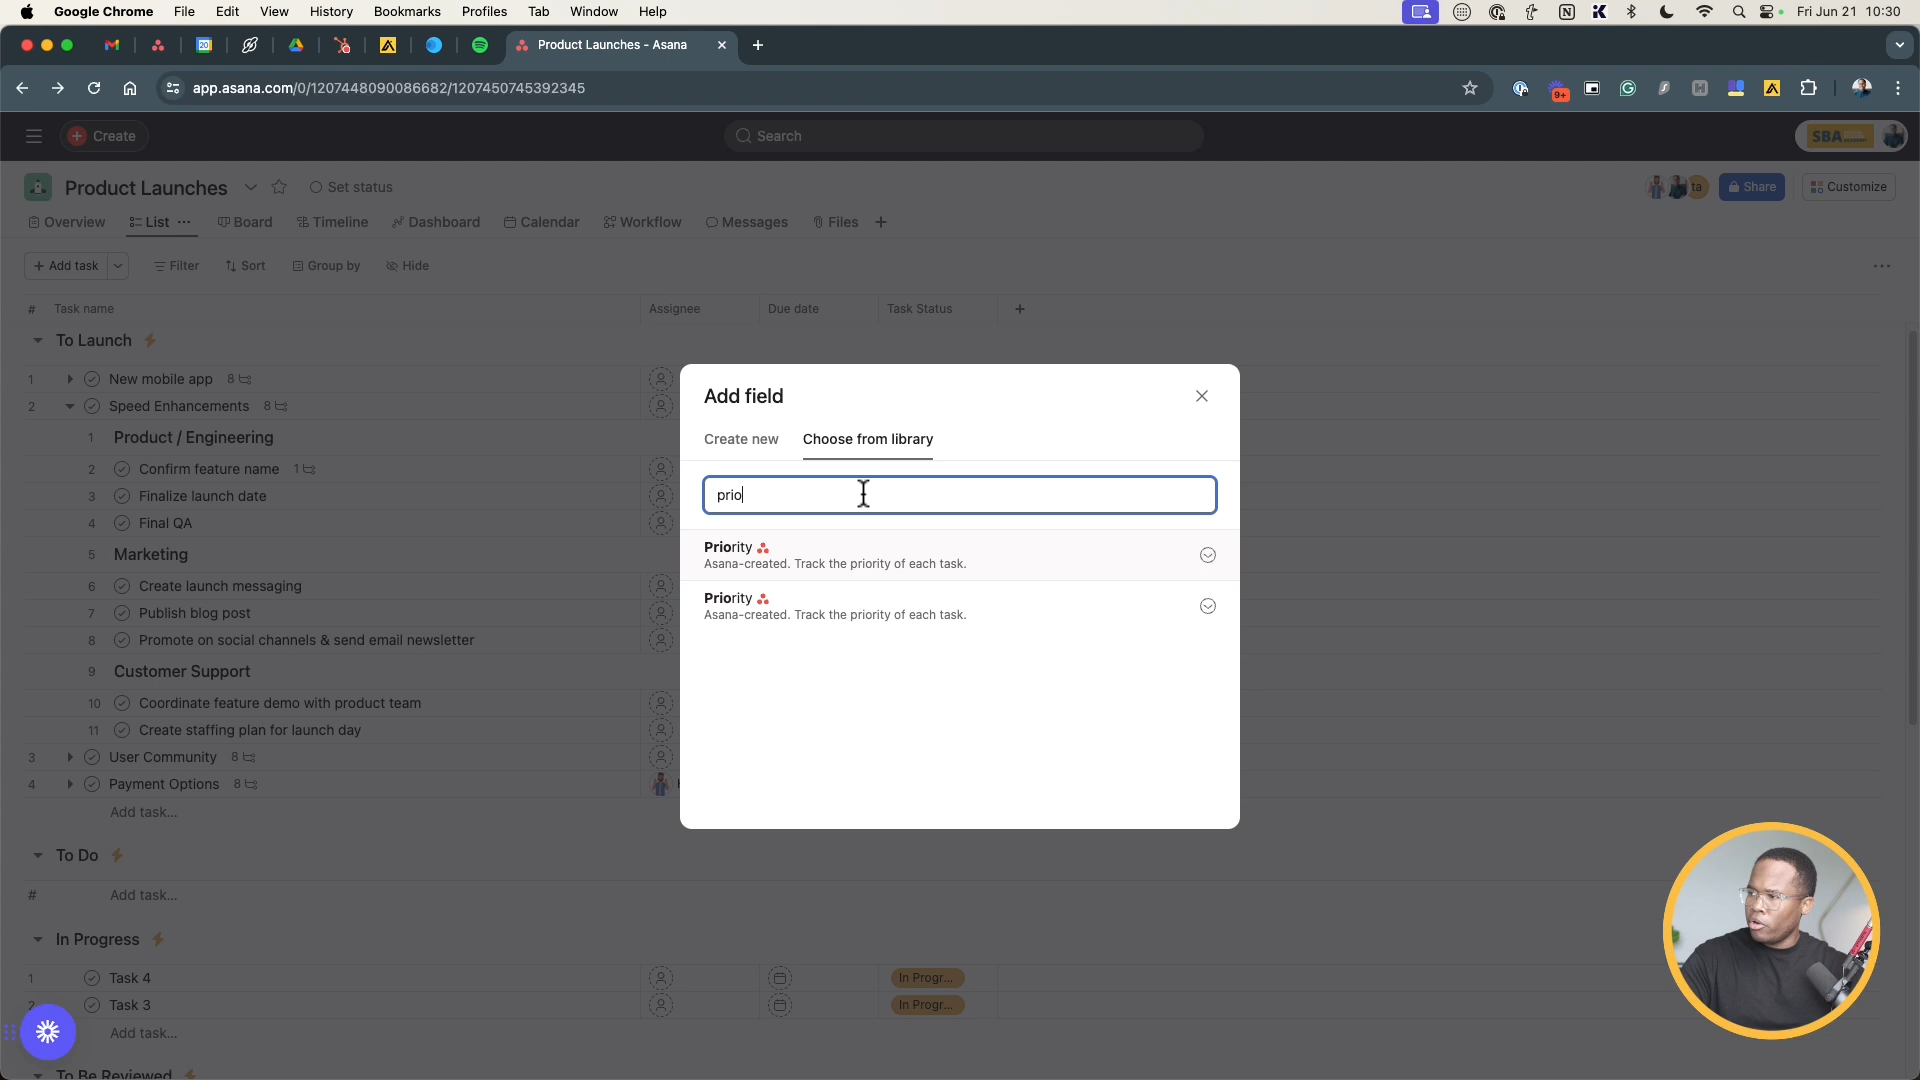 Google Chrome File Edit View History Bookmarks Profiles Tab Window Help Fri Jun 21 10:30
Product Launches - Asana
app.asana.com/0/1207448090086682/1207450745392345 9+
Create Search SBA
Product Launches Set status ta Share Customize
Overview List Board Timeline Dashboard Calendar Workflow Messages Files
Add task Filter Sort Group by Hide
# Task name Assignee Due date Task Status
To Launch
1 New mobile app 8
2 Speed Enhancements 8
1 Product / Engineering
2 Confirm feature name 1
3 Finalize launch date
4 Final QA
5 Marketing
6 Create launch messaging
7 Publish blog post
8 Promote on social channels & send email newsletter
9 Customer Support
10 Coordinate feature demo with product team
11 Create staffing plan for launch day
3 User Community 8
4 Payment Options 8
Add task...
To Do
# Add task...
In Progress
1 Task 4 In Progr...
2 Task 3 In Progr...
Add task...
To Be Reviewed
Add field
Create new Choose from library
prio
Priority
Asana-created. Track the priority of each task.
Priority
Asana-created. Track the priority of each task.